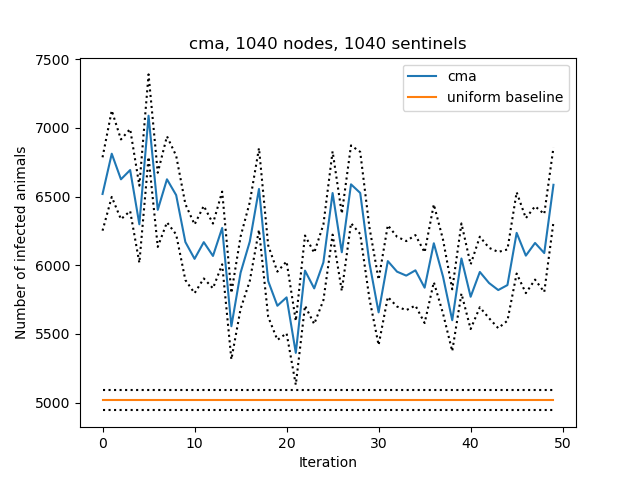 cma, 1040 nodes, 1040 sentinels
7500
7000
6500
6000
5500
5000
Number of infected animals
cma
uniform baseline
0
10
20
30
40
50
Iteration